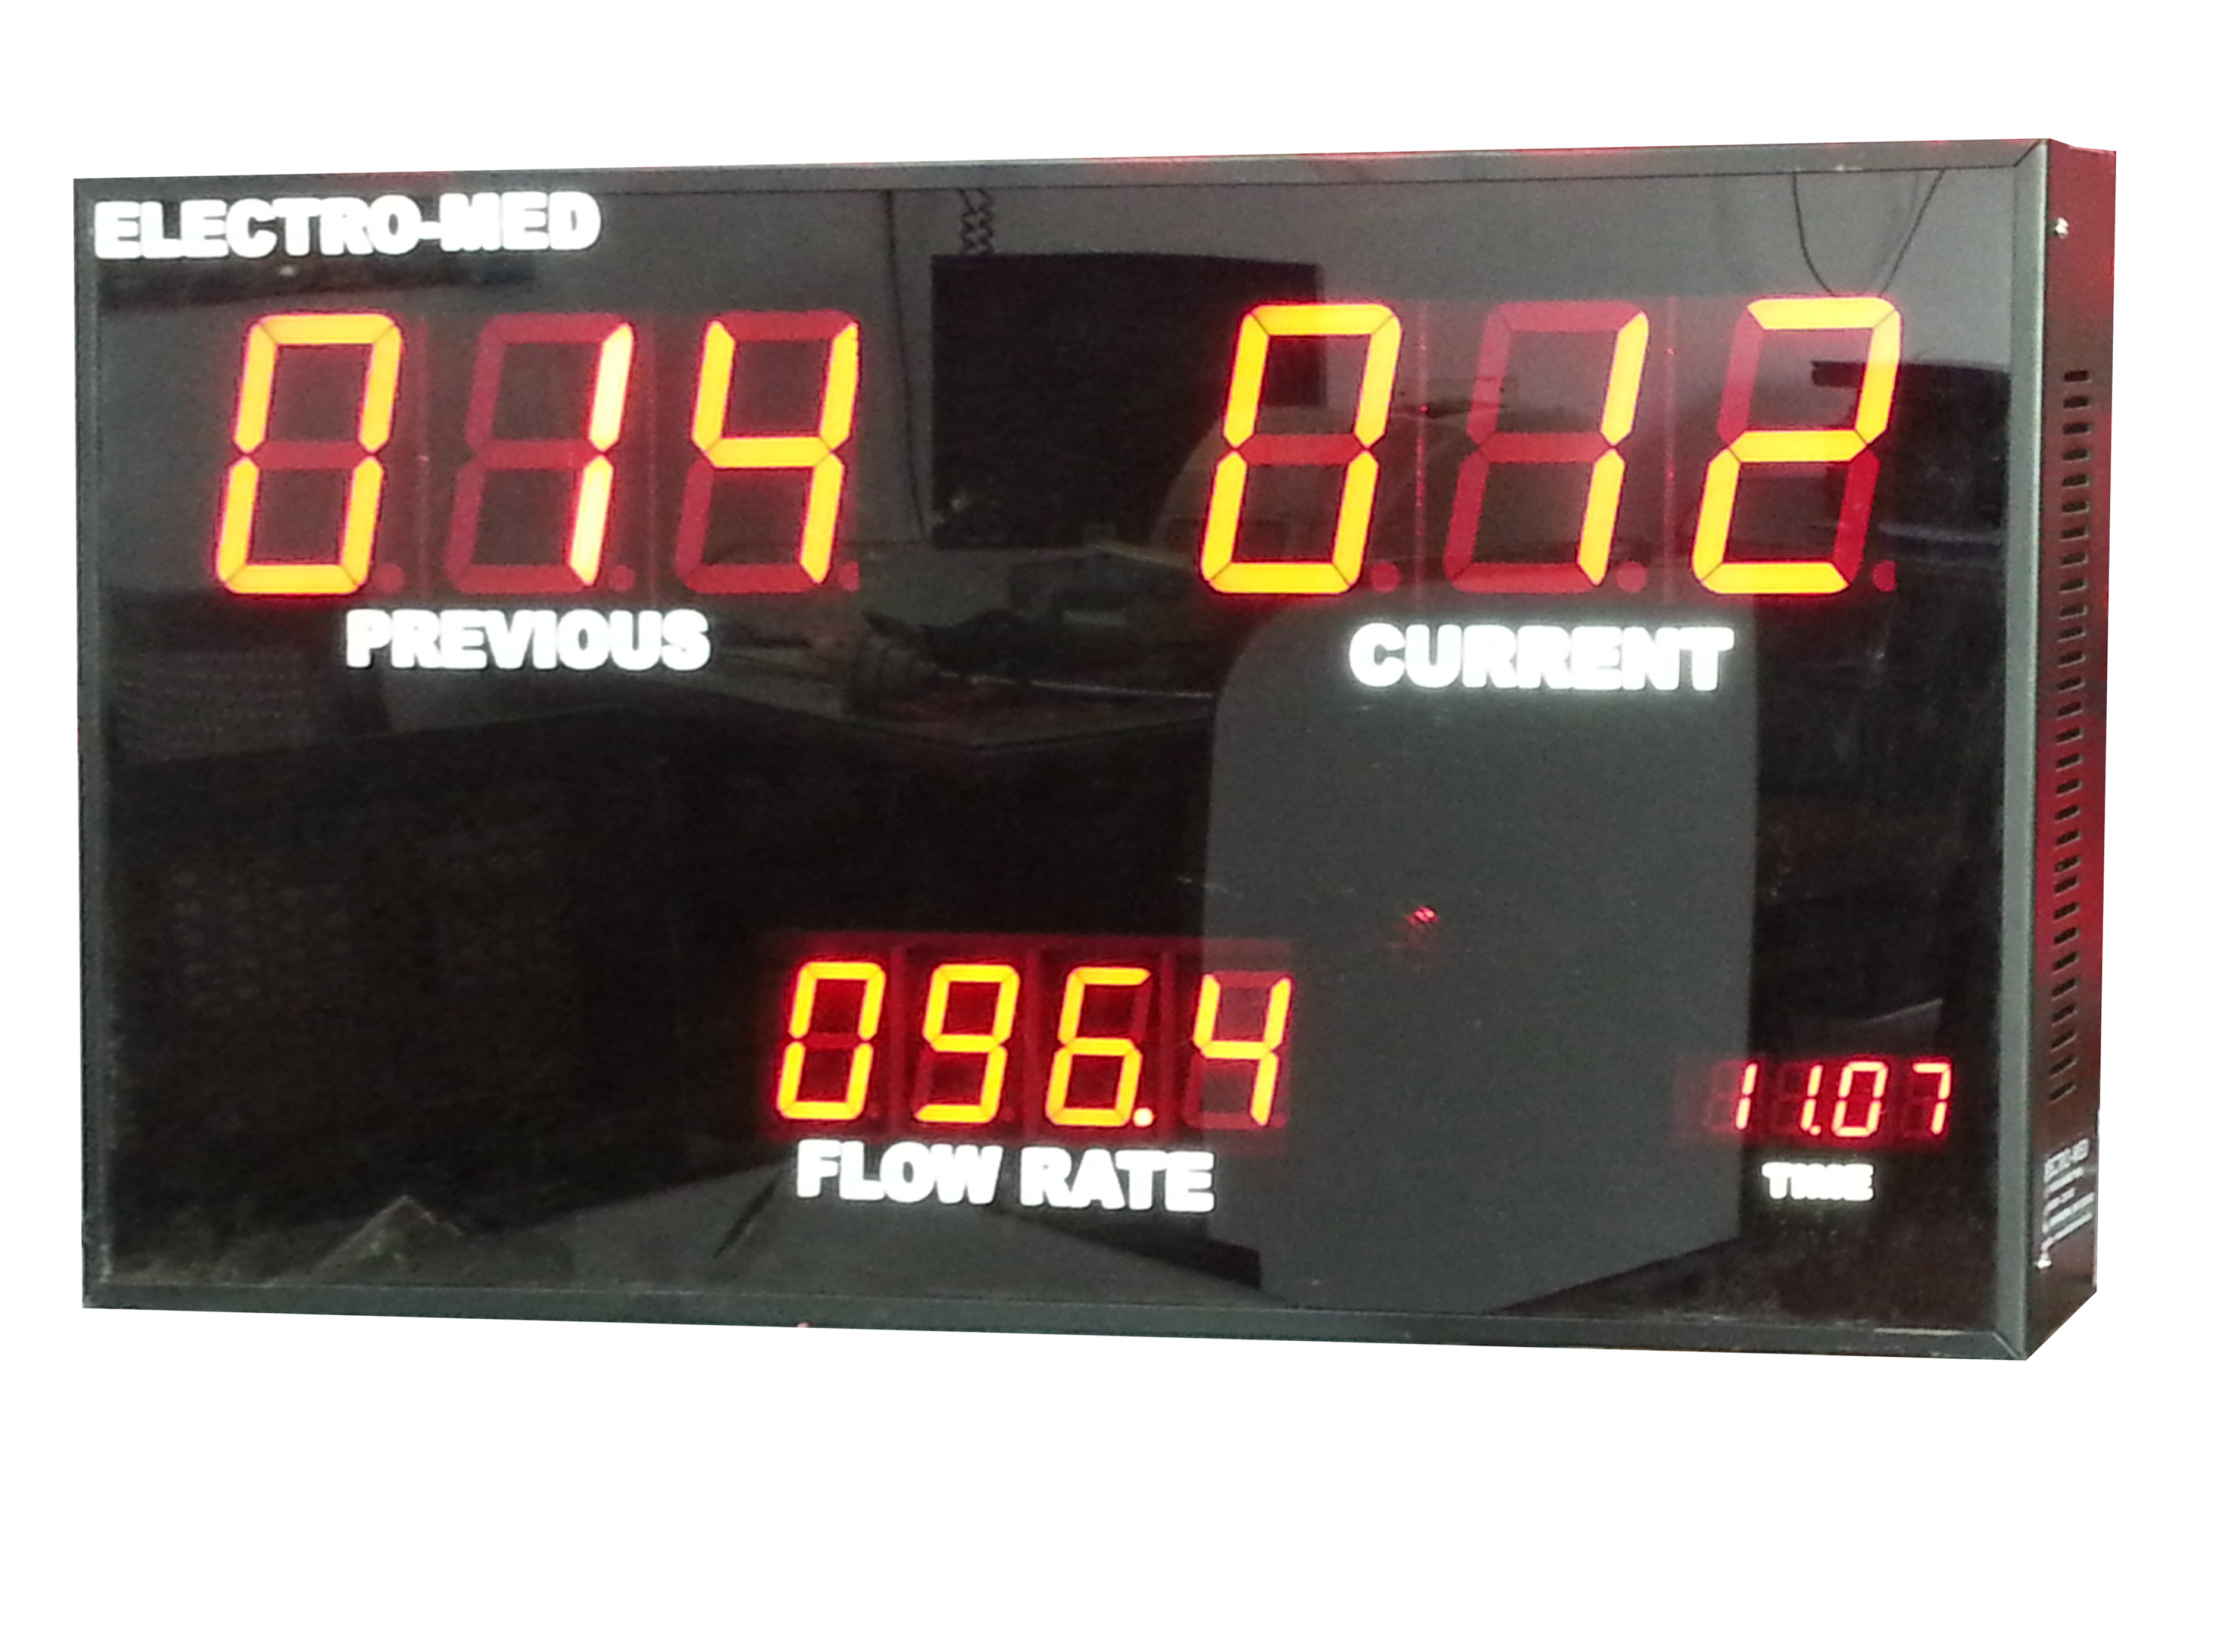 ELECTRO-MED
014 012
PREVIOUS CURRENT
096.4
11.07
FLOW RATE
TIME